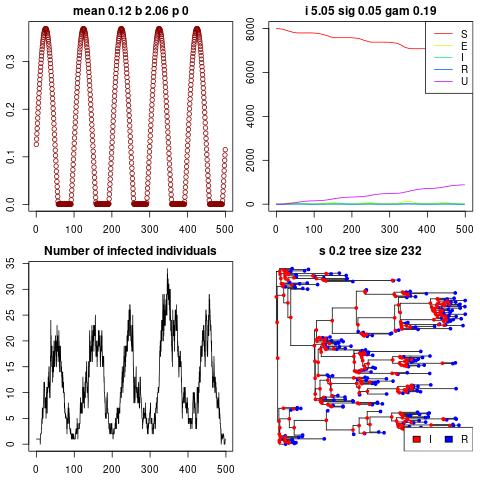 mean 0.12 b 2.06 p 0
0.0 0.1 0.2 0.3
0 100 200 300 400 500
i 5.05 sig 0.05 gam 0.19
0 2000 4000 6000 8000
0 100 200 300 400 500
S
E
I
R
U
Number of infected individuals
0 5 10 15 20 25 30 35
0 100 200 300 400 500
s 0.2 tree size 232
I R